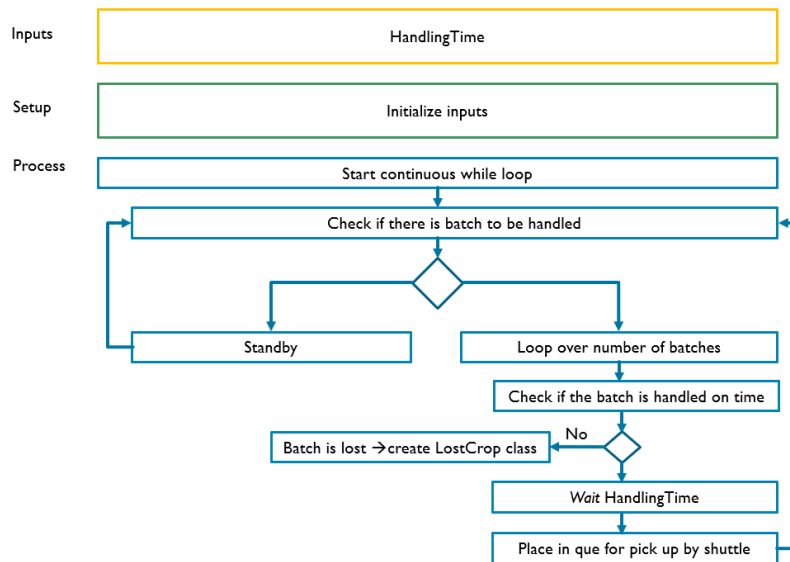 Inputs
HandlingTime
Setup
Initialize inputs
Process
Start continuous while loop
Check if there is batch to be handled
Standby
Loop over number of batches
Check if the batch is handled on time
No
Batch is lost →create LostCrop class
Wait HandlingTime
Place in que for pick up by shuttle